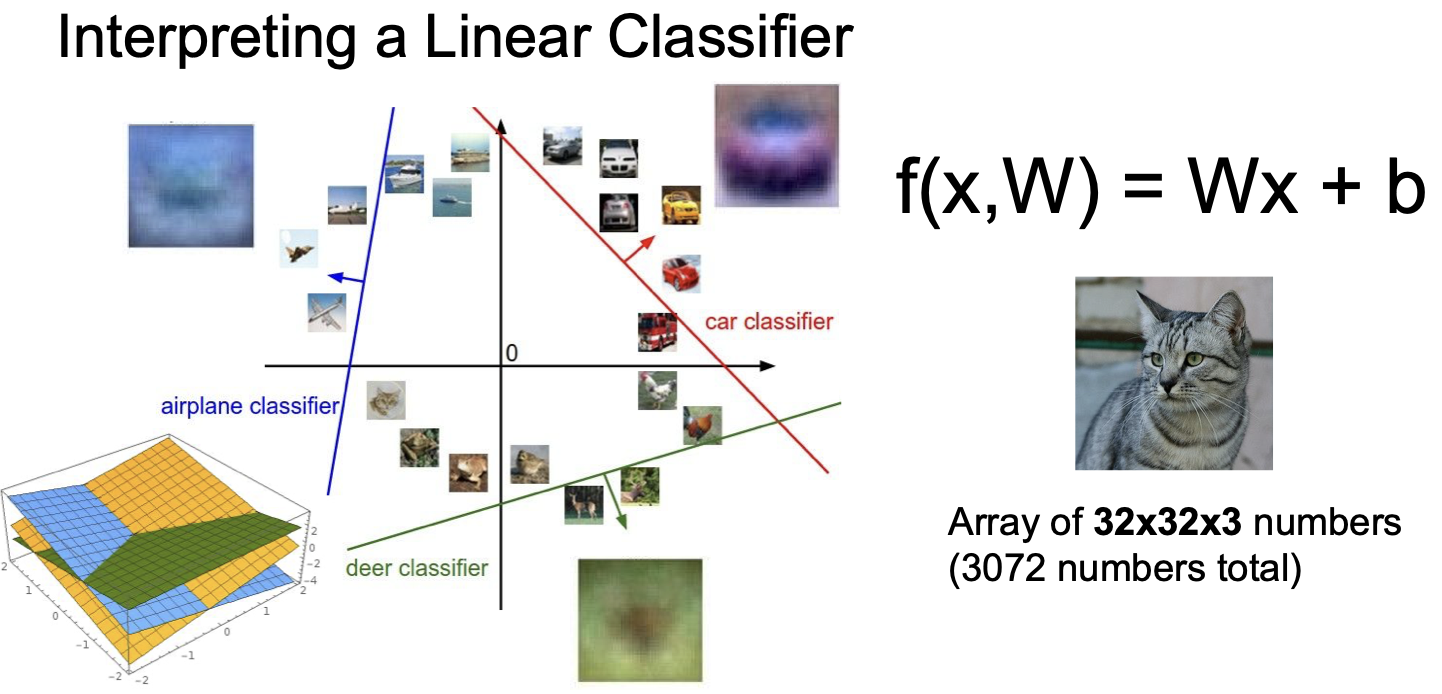 Interpreting a Linear Classifier
f(x,W) = Wx + b
car classifier
0
airplane classifier
deer classifier
Array of 32x32x3 numbers
(3072 numbers total)
2
0
−2
−4
2
1
0
−1
−2
2
1
0
−1
−2